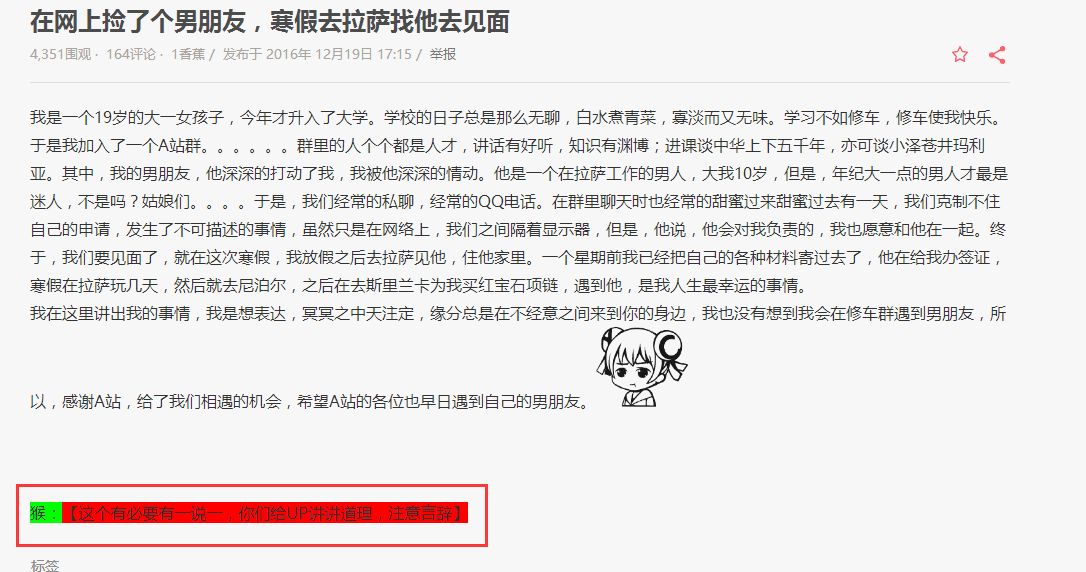 在网上捡了个男朋友，寒假去拉萨找他去见面
4,351围观 · 164评论 · 1香蕉 / 发布于 2016年 12月19日 17:15 / 举报
我是一个19岁的大一女孩子，今年才升入了大学。学校的日子总是那么无聊，白水煮青菜，寡淡而又无味。学习不如修车，修车使我快乐。
于是我加入了一个A站群。。。。。。群里的人个个都是人才，讲话有好听，知识有渊博；进课谈中华上下五千年，亦可谈小泽苍井玛利
亚。其中，我的男朋友，他深深的打动了我，我被他深深的情动。他是一个在拉萨工作的男人，大我10岁，但是，年纪大一点的男人才最是
迷人，不是吗？姑娘们。。。。于是，我们经常的私聊，经常的QQ电话。在群里聊天时也经常的甜蜜过来甜蜜过去有一天，我们克制不住
自己的申请，发生了不可描述的事情，虽然只是在网络上，我们之间隔着显示器，但是，他说，他会对我负责的，我也愿意和他在一起。终
于，我们要见面了，就在这次寒假，我放假之后去拉萨见他，住他家里。一个星期前我已经把自己的各种材料寄过去了，他在给我办签证，
寒假在拉萨玩几天，然后就去尼泊尔，之后在去斯里兰卡为我买红宝石项链，遇到他，是我人生最幸运的事情。
我在这里讲出我的事情，我是想表达，冥冥之中天注定，缘分总是在不经意之间来到你的身边，我也没有想到我会在修车群遇到男朋友，所
以，感谢A站，给了我们相遇的机会，希望A站的各位也早日遇到自己的男朋友。
猴：【这个有必要有一说一，你们给UP讲讲道理，注意言辞】
标签